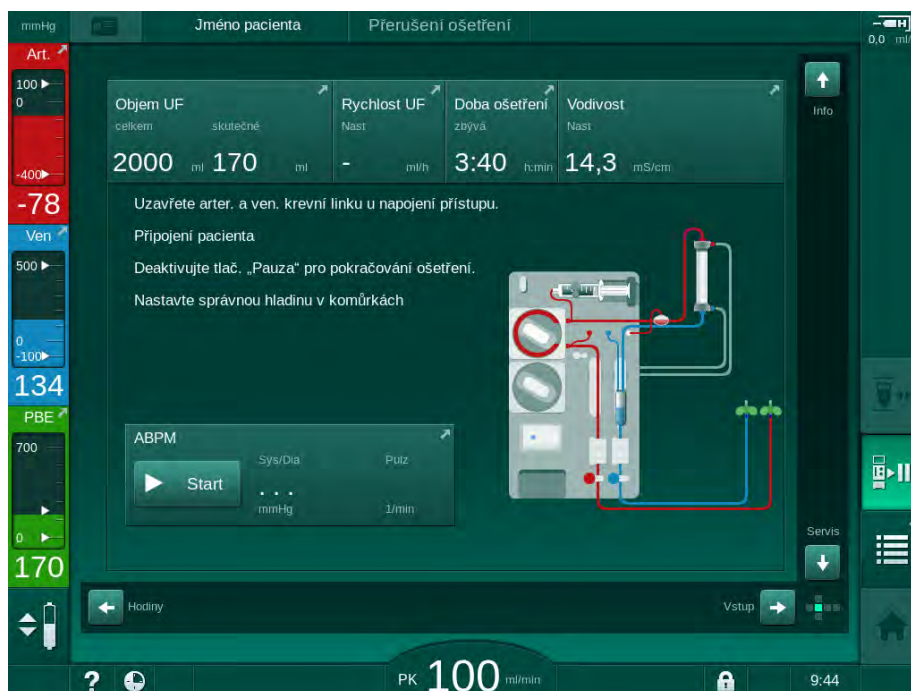 mmHg
Jméno pacienta
Přerušení ošetření
0,0 ml/
Art.
100
0
-400
-78
Ven
500
0
-100
134
PBE
700
0
170
Objem UF
celkem skutečné
2000 ml 170 ml
Rychlost UF
Nast
- ml/h
Doba ošetření
zbývá
3:40 h:min
Vodivost
Nast
14,3 mS/cm
Info
Uzavřete arter. a ven. krevní linku u napojení přístupu.
Připojení pacienta
Deaktivujte tlač. „Pauza“ pro pokračování ošetření.
Nastavte správnou hladinu v komůrkách
ABPM
Sys/Dia Pulz
Start . . .
mmHg 1/min
Servis
Hodiny
Vstup
PK 100 ml/min
?
9:44